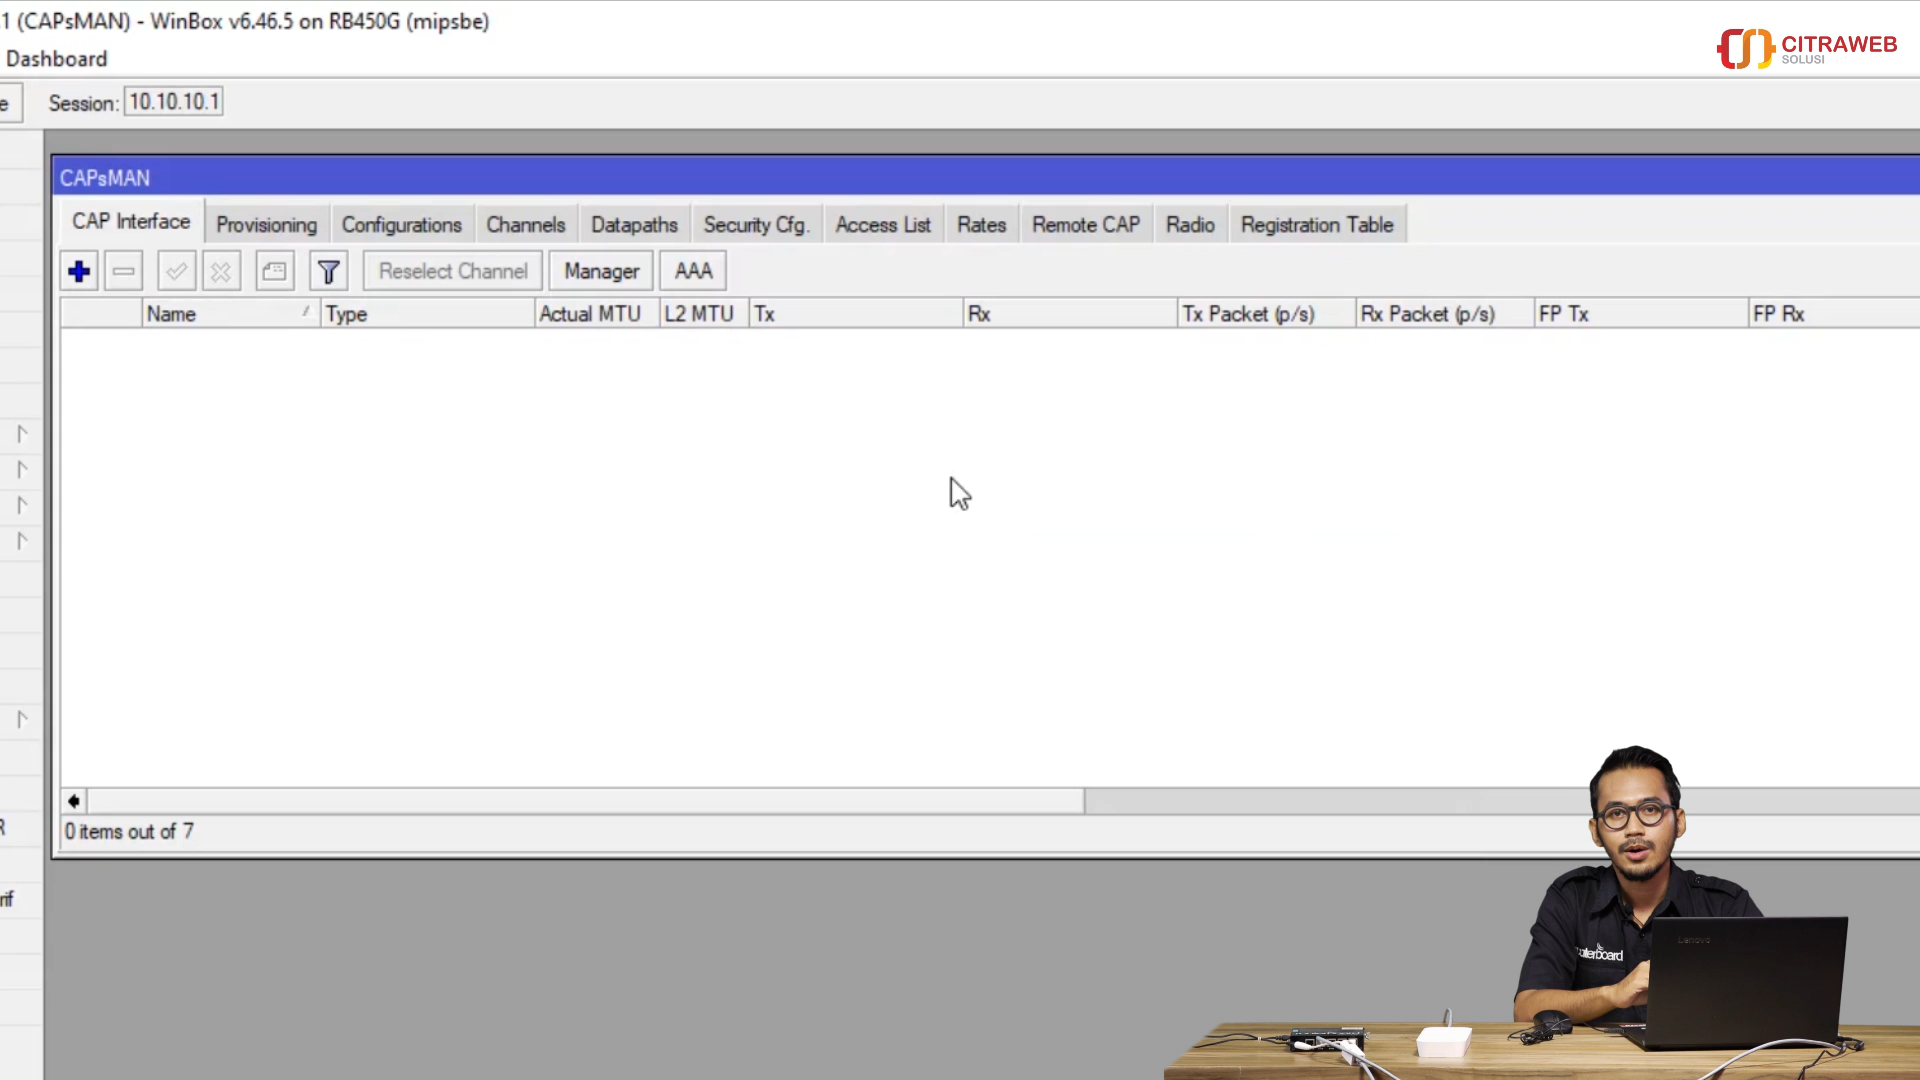 1 (CAPsMAN) - WinBox v6.46.5 on RB450G (mipsbe)
CITRAWEB
SOLUSI
Dashboard
e Session: 10.10.10.1
CAPsMAN
CAP Interface Provisioning Configurations Channels Datapaths Security Cfg. Access List Rates Remote CAP Radio Registration Table
Reselect Channel Manager AAA
Name Type Actual MTU L2 MTU Tx Rx Tx Packet (p/s) Rx Packet (p/s) FP Tx FP Rx
R
0 items out of 7
rif
Lenovo